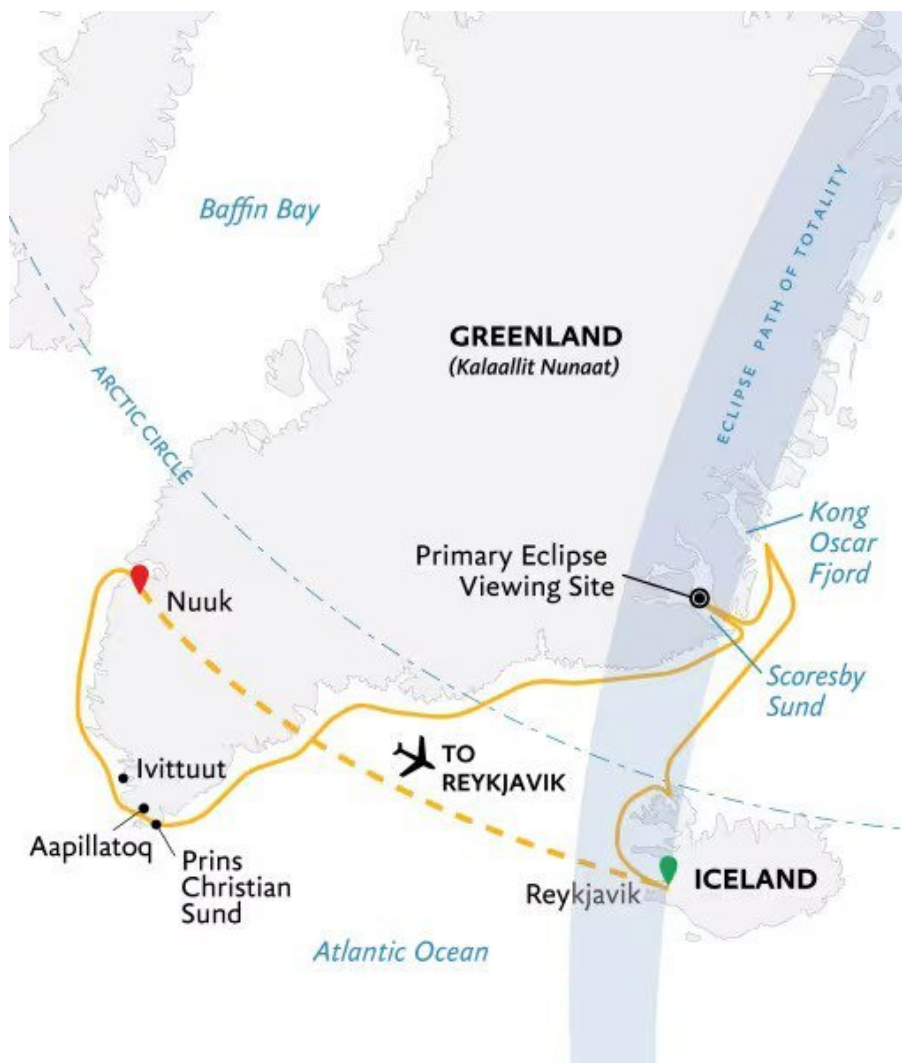 Baffin Bay
GREENLAND
(Kalaallit Nunaat)
ECLIPSE PATH OF TOTALITY
ARCTIC CIRCLE
Kong
Oscar
Fjord
Primary Eclipse
Viewing Site
Nuuk
Scoresby
Sund
TO
REYKJAVIK
Ivittuut
Aapillatoq
Prins
Christian
Sund
Reykjavik
ICELAND
Atlantic Ocean